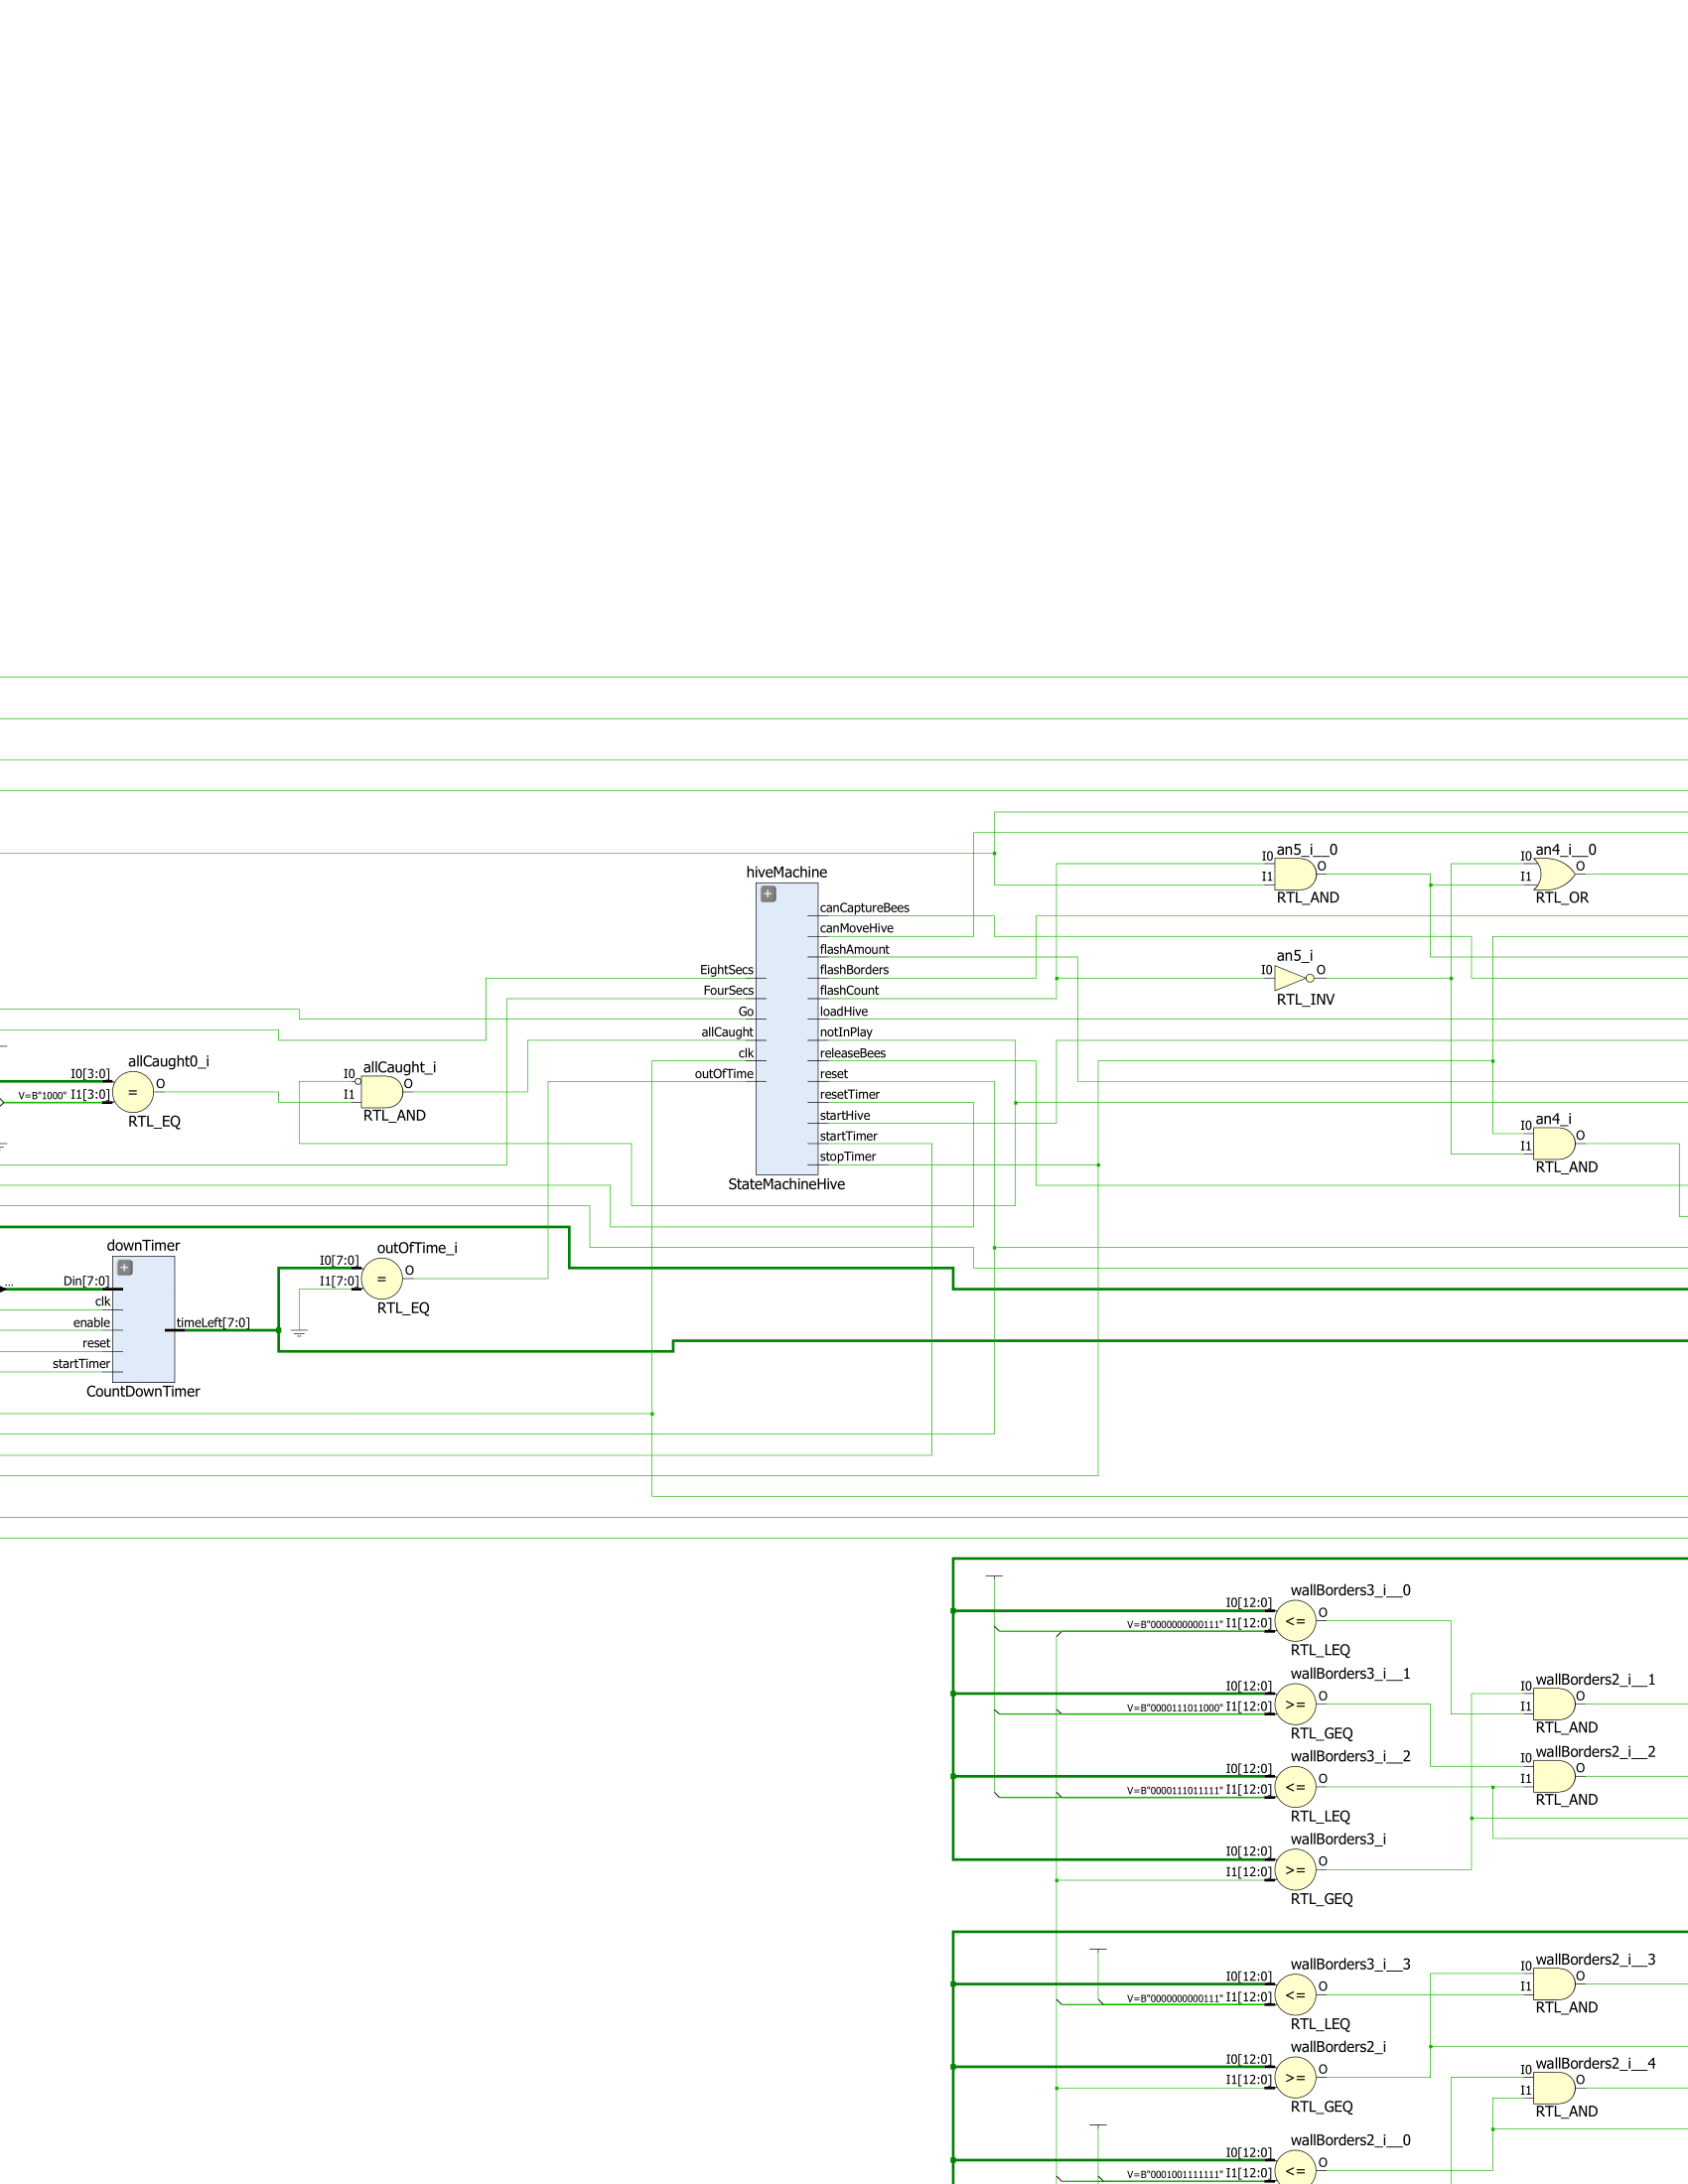 an5_i__0
I0
I1
O
RTL_AND
an4_i__0
I0
I1
O
RTL_OR
hiveMachine
canCaptureBees
canMoveHive
flashAmount
flashBorders
flashCount
loadHive
notInPlay
releaseBees
reset
resetTimer
startHive
startTimer
stopTimer
EightSecs
FourSecs
Go
allCaught
clk
outOfTime
StateMachineHive
an5_i
I0
O
RTL_INV
allCaught0_i
I0[3:0]
V=B"1000" I1[3:0]
=
O
RTL_EQ
allCaught_i
I0
I1
O
RTL_AND
an4_i
I0
I1
O
RTL_AND
downTimer
...
Din[7:0]
clk
enable
reset
startTimer
timeLeft[7:0]
CountDownTimer
outOfTime_i
I0[7:0]
I1[7:0]
=
O
RTL_EQ
wallBorders3_i__0
I0[12:0]
V=B"0000000000111" I1[12:0]
<=
O
RTL_LEQ
wallBorders3_i__1
I0[12:0]
V=B"0000111011000" I1[12:0]
>=
O
RTL_GEQ
wallBorders2_i__1
I0
I1
O
RTL_AND
wallBorders3_i__2
I0[12:0]
V=B"0000111011111" I1[12:0]
<=
O
RTL_LEQ
wallBorders2_i__2
I0
I1
O
RTL_AND
wallBorders3_i
I0[12:0]
I1[12:0]
>=
O
RTL_GEQ
wallBorders3_i__3
I0[12:0]
V=B"0000000000111" I1[12:0]
<=
O
RTL_LEQ
wallBorders2_i__3
I0
I1
O
RTL_AND
wallBorders2_i
I0[12:0]
I1[12:0]
>=
O
RTL_GEQ
wallBorders2_i__4
I0
I1
O
RTL_AND
wallBorders2_i__0
I0[12:0]
V=B"0001001111111" I1[12:0]
<=
O